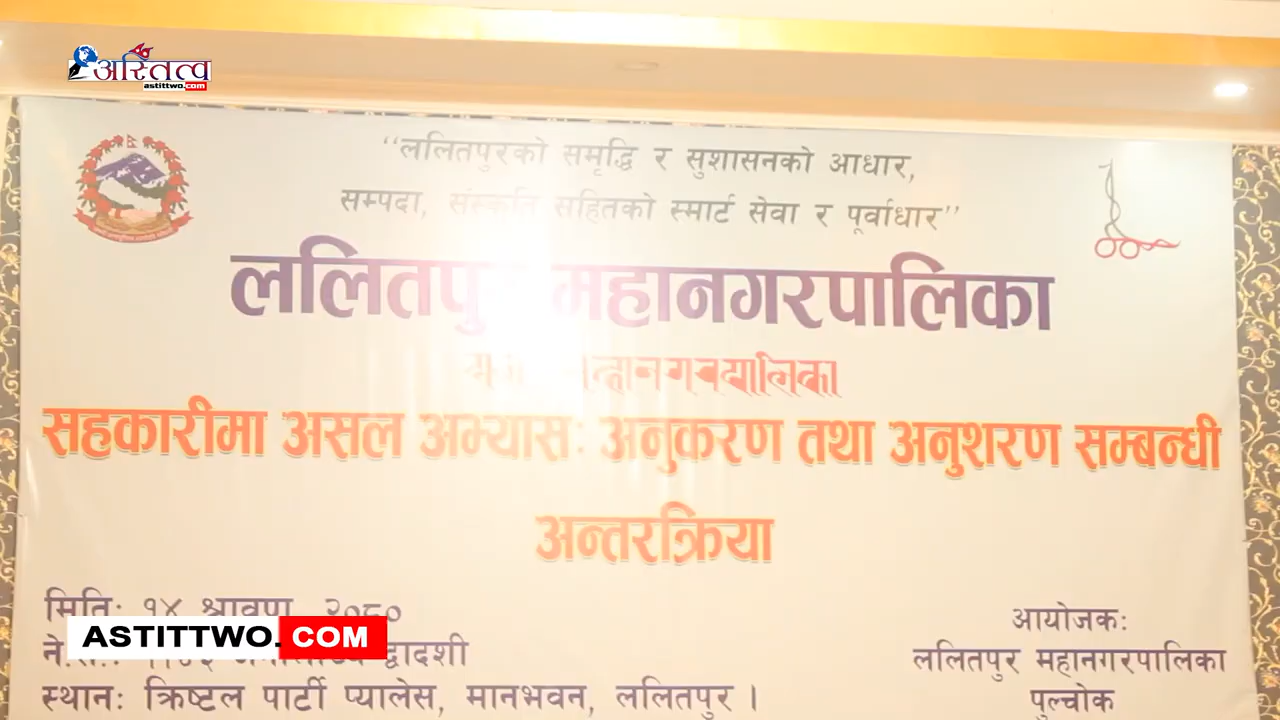 अस्तित्व
astittwo.com
“ललितपुरको समृद्धि र सुशासनको आधार,
सम्पदा, संस्कृति सहितको स्मार्ट सेवा र पूर्वाधार”
ललितपुर महानगरपालिका
सहकारीमा असल अभ्यासः अनुकरण तथा अनुशरण सम्बन्धी
अन्तरक्रिया
मितिः १४ श्रावण, २०८०
ने.सं.: द्वादशी
स्थानः क्रिष्टल पार्टी प्यालेस, मानभवन, ललितपुर ।
आयोजकः
ललितपुर महानगरपालिका
पुल्चोक
ASTITTWO.COM